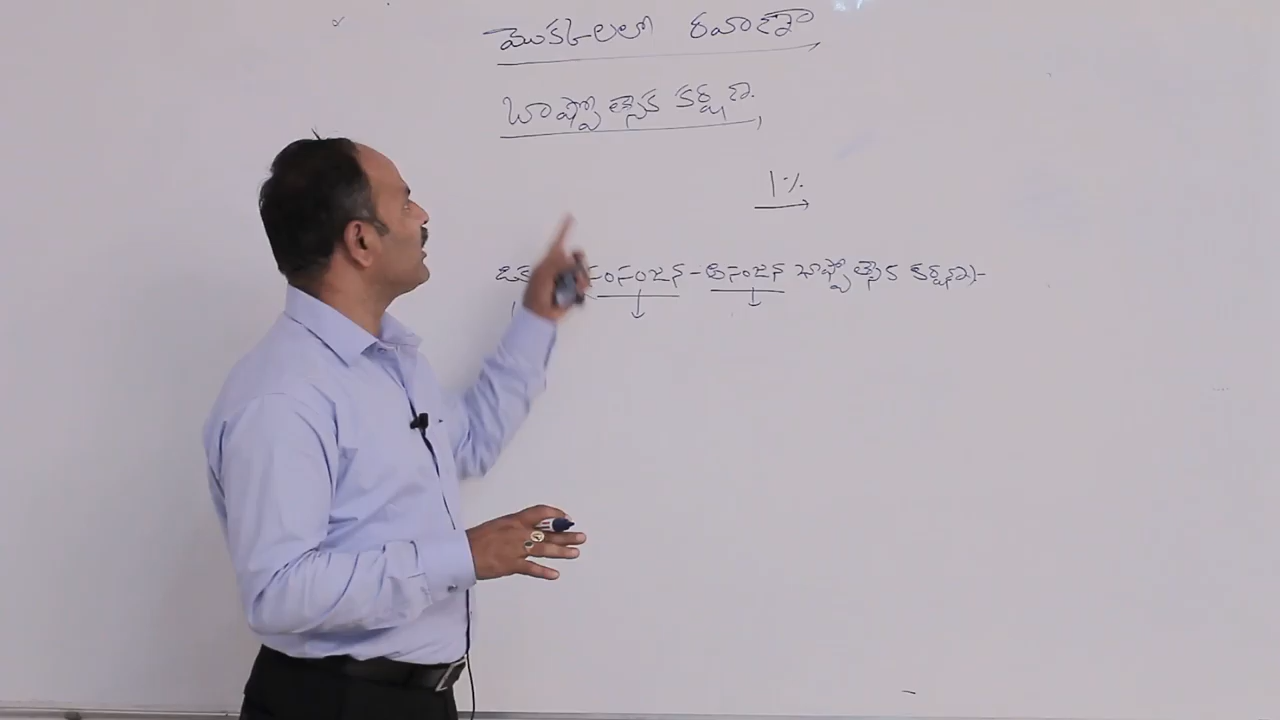 మొక్కలలో రవాణా
బాష్పోత్సేక కర్షణ
1%
సంసంజన - అసంజన బాష్పోత్సేక కర్షణ :-